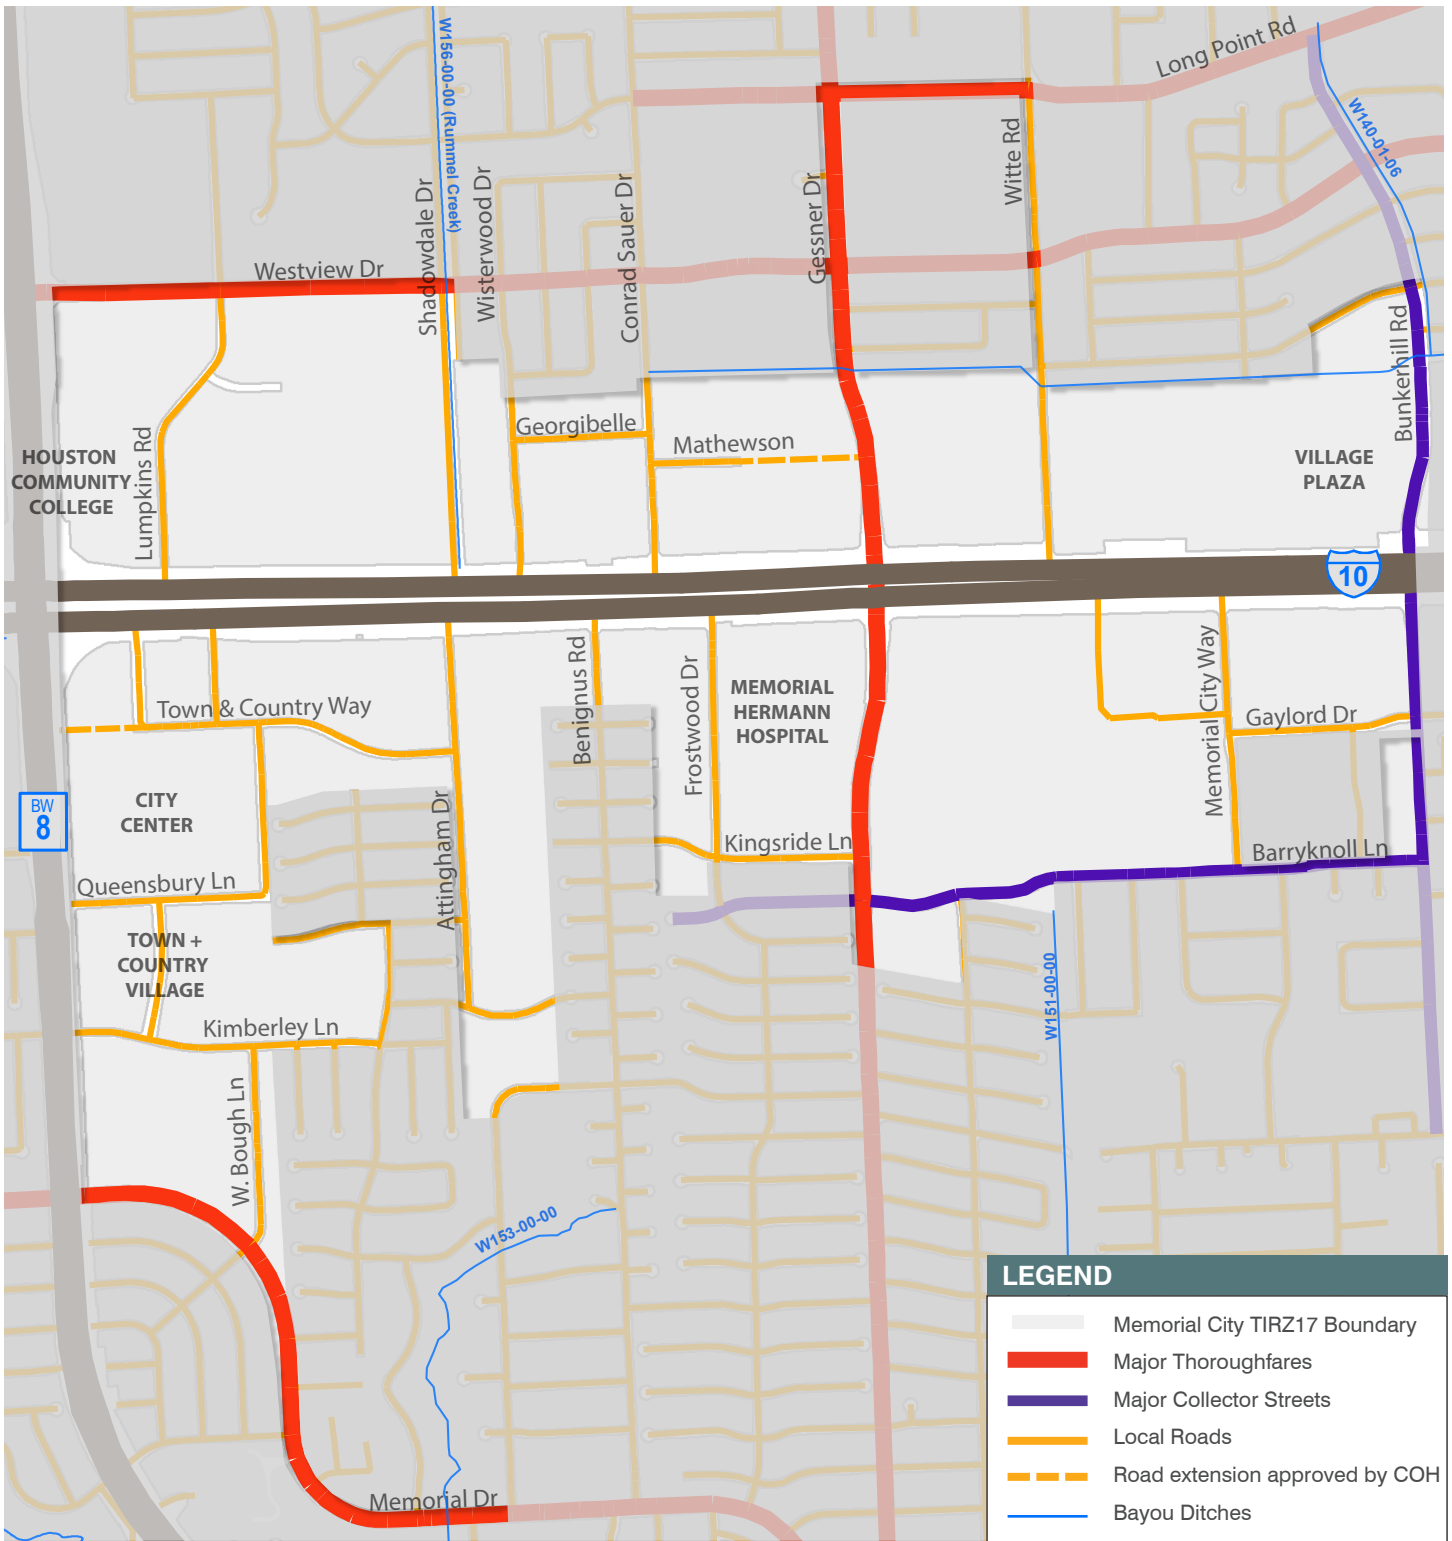 Long Point Rd
W156-00-00 (Rummel Creek)
W140-01-06
Witte Rd
Shadowdale Dr
Wisterwood Dr
Conrad Sauer Dr
Gessner Dr
Westview Dr
Bunkerhill Rd
Georgibelle
Mathewson
Lumpkins Rd
HOUSTON
COMMUNITY
COLLEGE
VILLAGE
PLAZA
10
Benignus Rd
Frostwood Dr
Memorial City Way
MEMORIAL
HERMANN
HOSPITAL
Town & Country Way
Gaylord Dr
BW
8
CITY
CENTER
Attingham Dr
Kingsride Ln
Barryknoll Ln
Queensbury Ln
TOWN +
COUNTRY
VILLAGE
W151-00-00
Kimberley Ln
W. Bough Ln
W153-00-00
Memorial Dr
LEGEND
Memorial City TIRZ17 Boundary
Major Thoroughfares
Major Collector Streets
Local Roads
Road extension approved by COH
Bayou Ditches